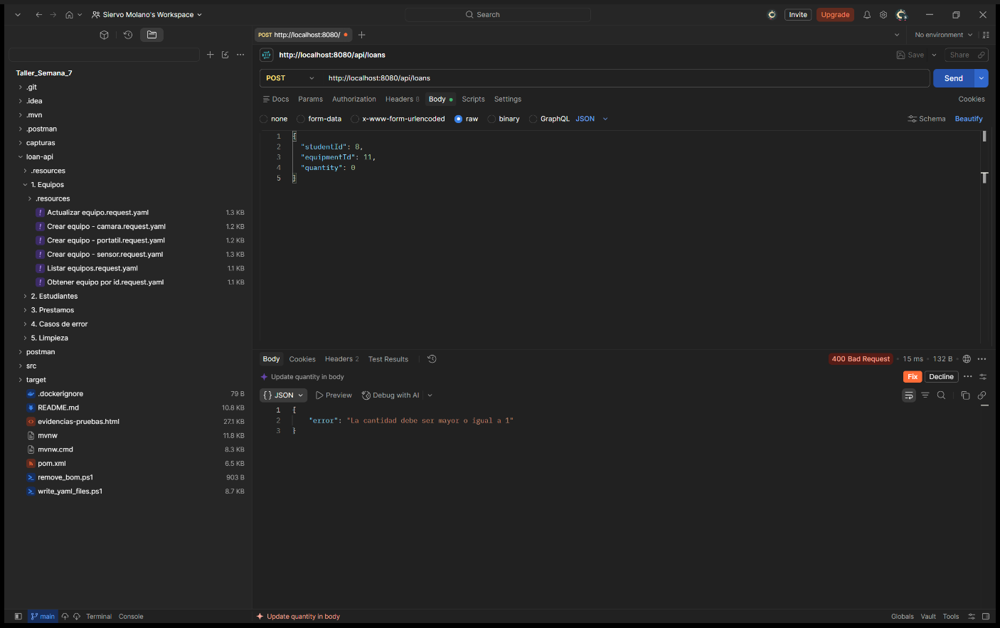 Siervo Molano's Workspace
Search
Invite
Upgrade
POST http://localhost:8080/
No environment
Taller_Semana_7
.git
.idea
.mvn
.postman
capturas
loan-api
.resources
1. Equipos
.resources
Actualizar equipo.request.yaml 1.3 KB
Crear equipo - camara.request.yaml 1.2 KB
Crear equipo - portatil.request.yaml 1.2 KB
Crear equipo - sensor.request.yaml 1.3 KB
Listar equipos.request.yaml 1.1 KB
Obtener equipo por id.request.yaml 1.1 KB
2. Estudiantes
3. Prestamos
4. Casos de error
5. Limpieza
postman
src
target
.dockerignore 79 B
README.md 10.8 KB
evidencias-pruebas.html 27.1 KB
mvnw 11.8 KB
mvnw.cmd 8.3 KB
pom.xml 6.5 KB
remove_bom.ps1 903 B
write_yaml_files.ps1 8.7 KB
HTTP http://localhost:8080/api/loans
Save
Share
POST http://localhost:8080/api/loans
Send
Docs Params Authorization Headers 8 Body Scripts Settings
Cookies
none form-data x-www-form-urlencoded raw binary GraphQL JSON
Schema Beautify
1 {
2 "studentId": 8,
3 "equipmentId": 11,
4 "quantity": 0
5 }
Body Cookies Headers 2 Test Results
400 Bad Request 15 ms 132 B
Update quantity in body
Fix Decline
{} JSON Preview Debug with AI
1 {
2 "error": "La cantidad debe ser mayor o igual a 1"
3 }
main
Terminal Console
Update quantity in body
Globals Vault Tools